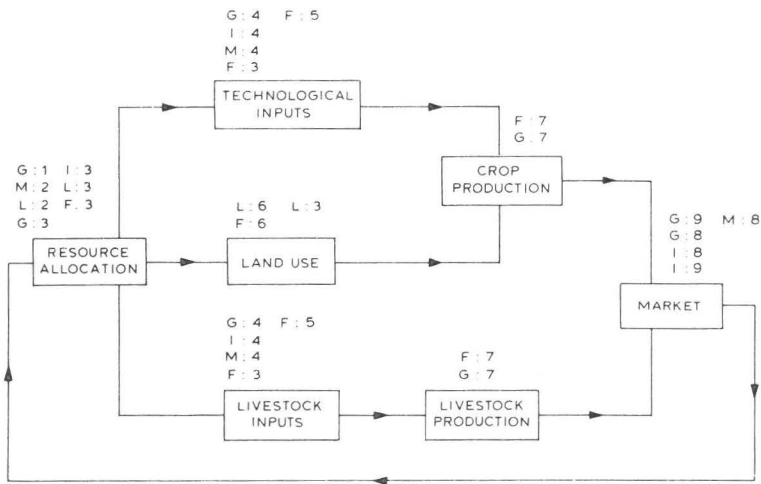 G:4 F:5
I:4
M:4
F:3
TECHNOLOGICAL
INPUTS
F:7
G:7
CROP
PRODUCTION
G:1 I:3
M:2 L:3
L:2 F.3
G:3
RESOURCE
ALLOCATION
L:6 L:3
F:6
LAND USE
G:9 M:8
G:8
I:8
I:9
MARKET
G:4 F:5
I:4
M:4
F:3
LIVESTOCK
INPUTS
F:7
G:7
LIVESTOCK
PRODUCTION